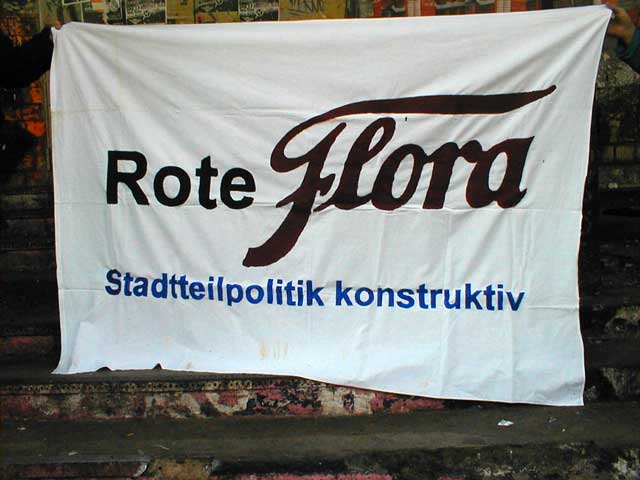 Rote Flora
Stadtteilpolitik konstruktiv